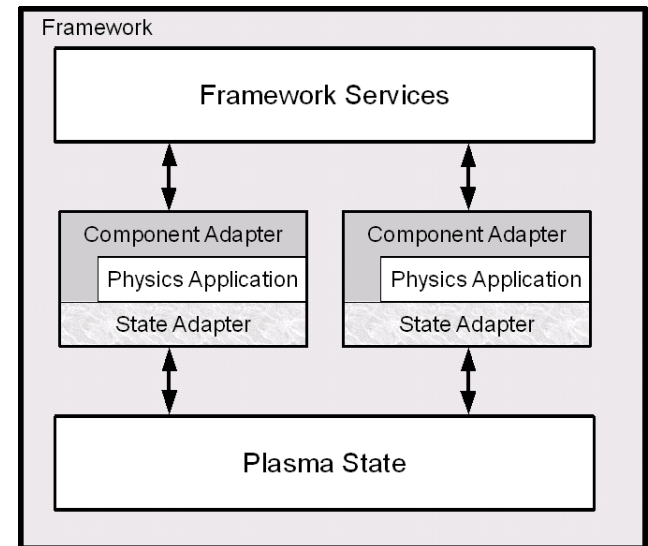 Framework
Framework Services
Component Adapter
Physics Application
State Adapter
Component Adapter
Physics Application
State Adapter
Plasma State